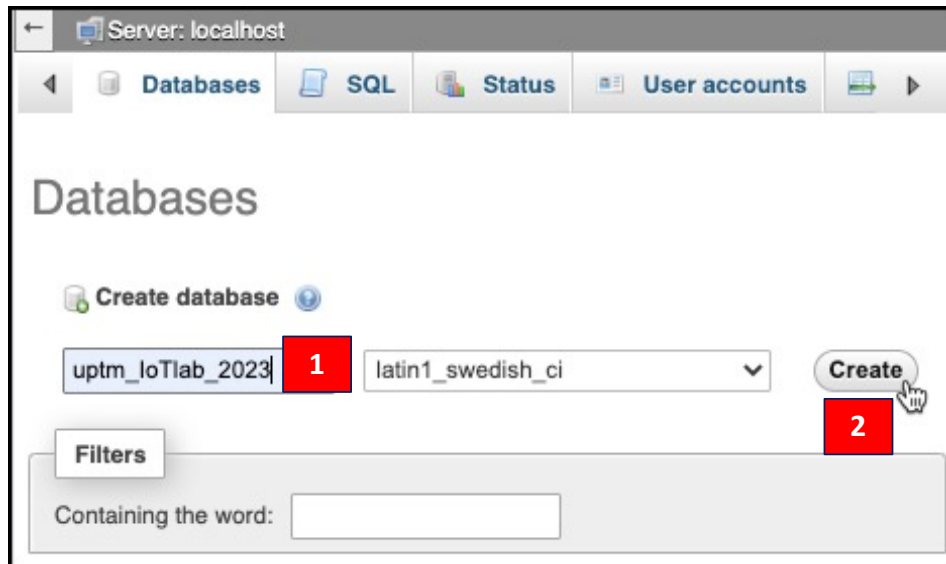 Server: localhost
Databases SQL Status User accounts
Databases
Create database
uptm_IoTlab_2023 1 latin1_swedish_ci Create
2
Filters
Containing the word: